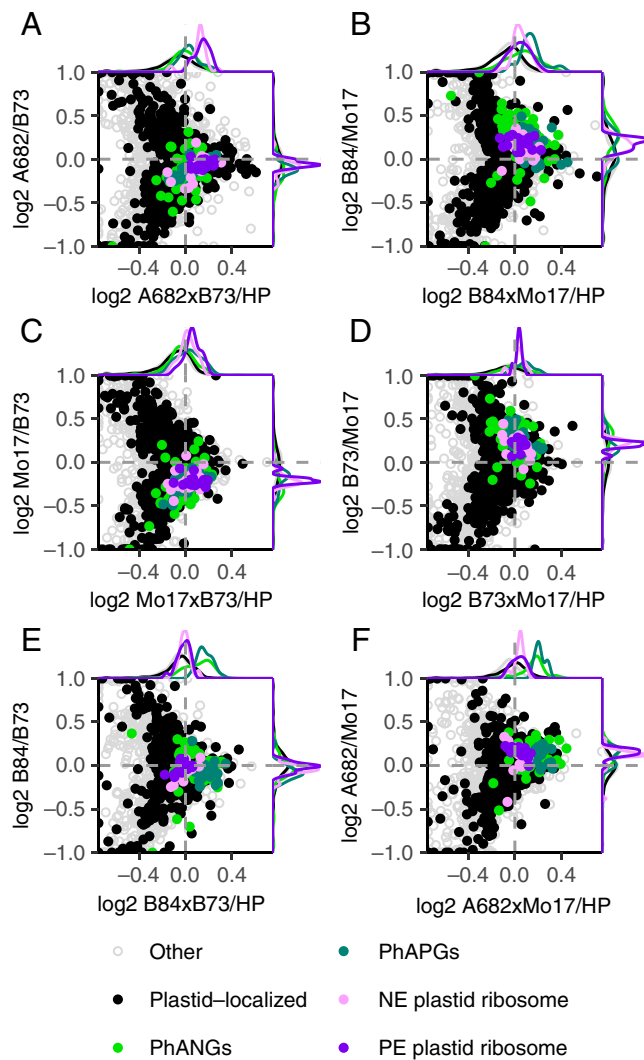 A
B
1.0
0.5
0.0
−0.5
−1.0
log2 A682/B73
−0.4
0.0
0.4
log2 A682xB73/HP
1.0
0.5
0.0
−0.5
−1.0
log2 B84/Mo17
−0.4
0.0
0.4
log2 B84xMo17/HP
C
D
1.0
0.5
0.0
−0.5
−1.0
log2 Mo17/B73
−0.4
0.0
0.4
log2 Mo17xB73/HP
1.0
0.5
0.0
−0.5
−1.0
log2 B73/Mo17
−0.4
0.0
0.4
log2 B73xMo17/HP
E
F
1.0
0.5
0.0
−0.5
−1.0
log2 B84/B73
−0.4
0.0
0.4
log2 B84xB73/HP
1.0
0.5
0.0
−0.5
−1.0
log2 A682/Mo17
−0.4
0.0
0.4
log2 A682xMo17/HP
Other
Plastid−localized
PhANGs
PhAPGs
NE plastid ribosome
PE plastid ribosome